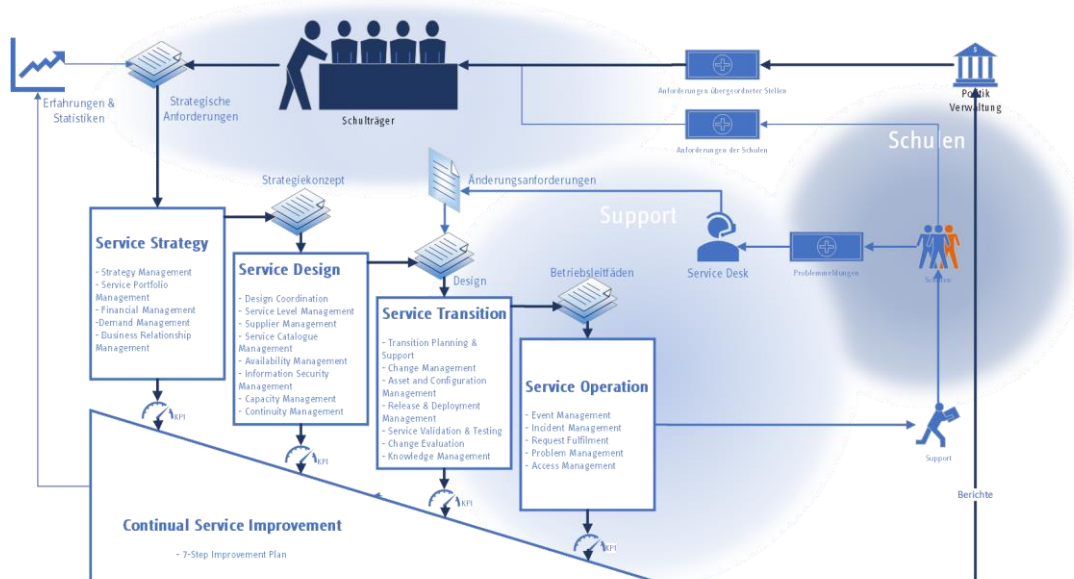 Erfahrungen &
Statistiken
Strategische
Anforderungen
Schulträger
Anforderungen übergeordneter Stellen
Politik
Verwaltung
Anforderungen der Schulen
Schulen
Strategiekonzept
Änderungsanforderungen
Support
Service Desk
Problemmeldungen
Schulen
Service Strategy
- Strategy Management
- Service Portfolio
Management
- Financial Management
-Demand Management
- Business Relationship
Management
KPI
Service Design
- Design Coordination
- Service Level Management
- Supplier Management
- Service Catalogue
Management
- Availability Management
- Information Security
Management
- Capacity Management
- Continuity Management
KPI
Design
Service Transition
- Transition Planning &
Support
- Change Management
- Asset and Configuration
Management
- Release & Deployment
Management
- Service Validation & Testing
- Change Evaluation
- Knowledge Management
KPI
Betriebsleitfäden
Service Operation
- Event Management
- Incident Management
- Request Fulfilment
- Problem Management
- Access Management
KPI
Support
Berichte
Continual Service Improvement
- 7-Step Improvement Plan